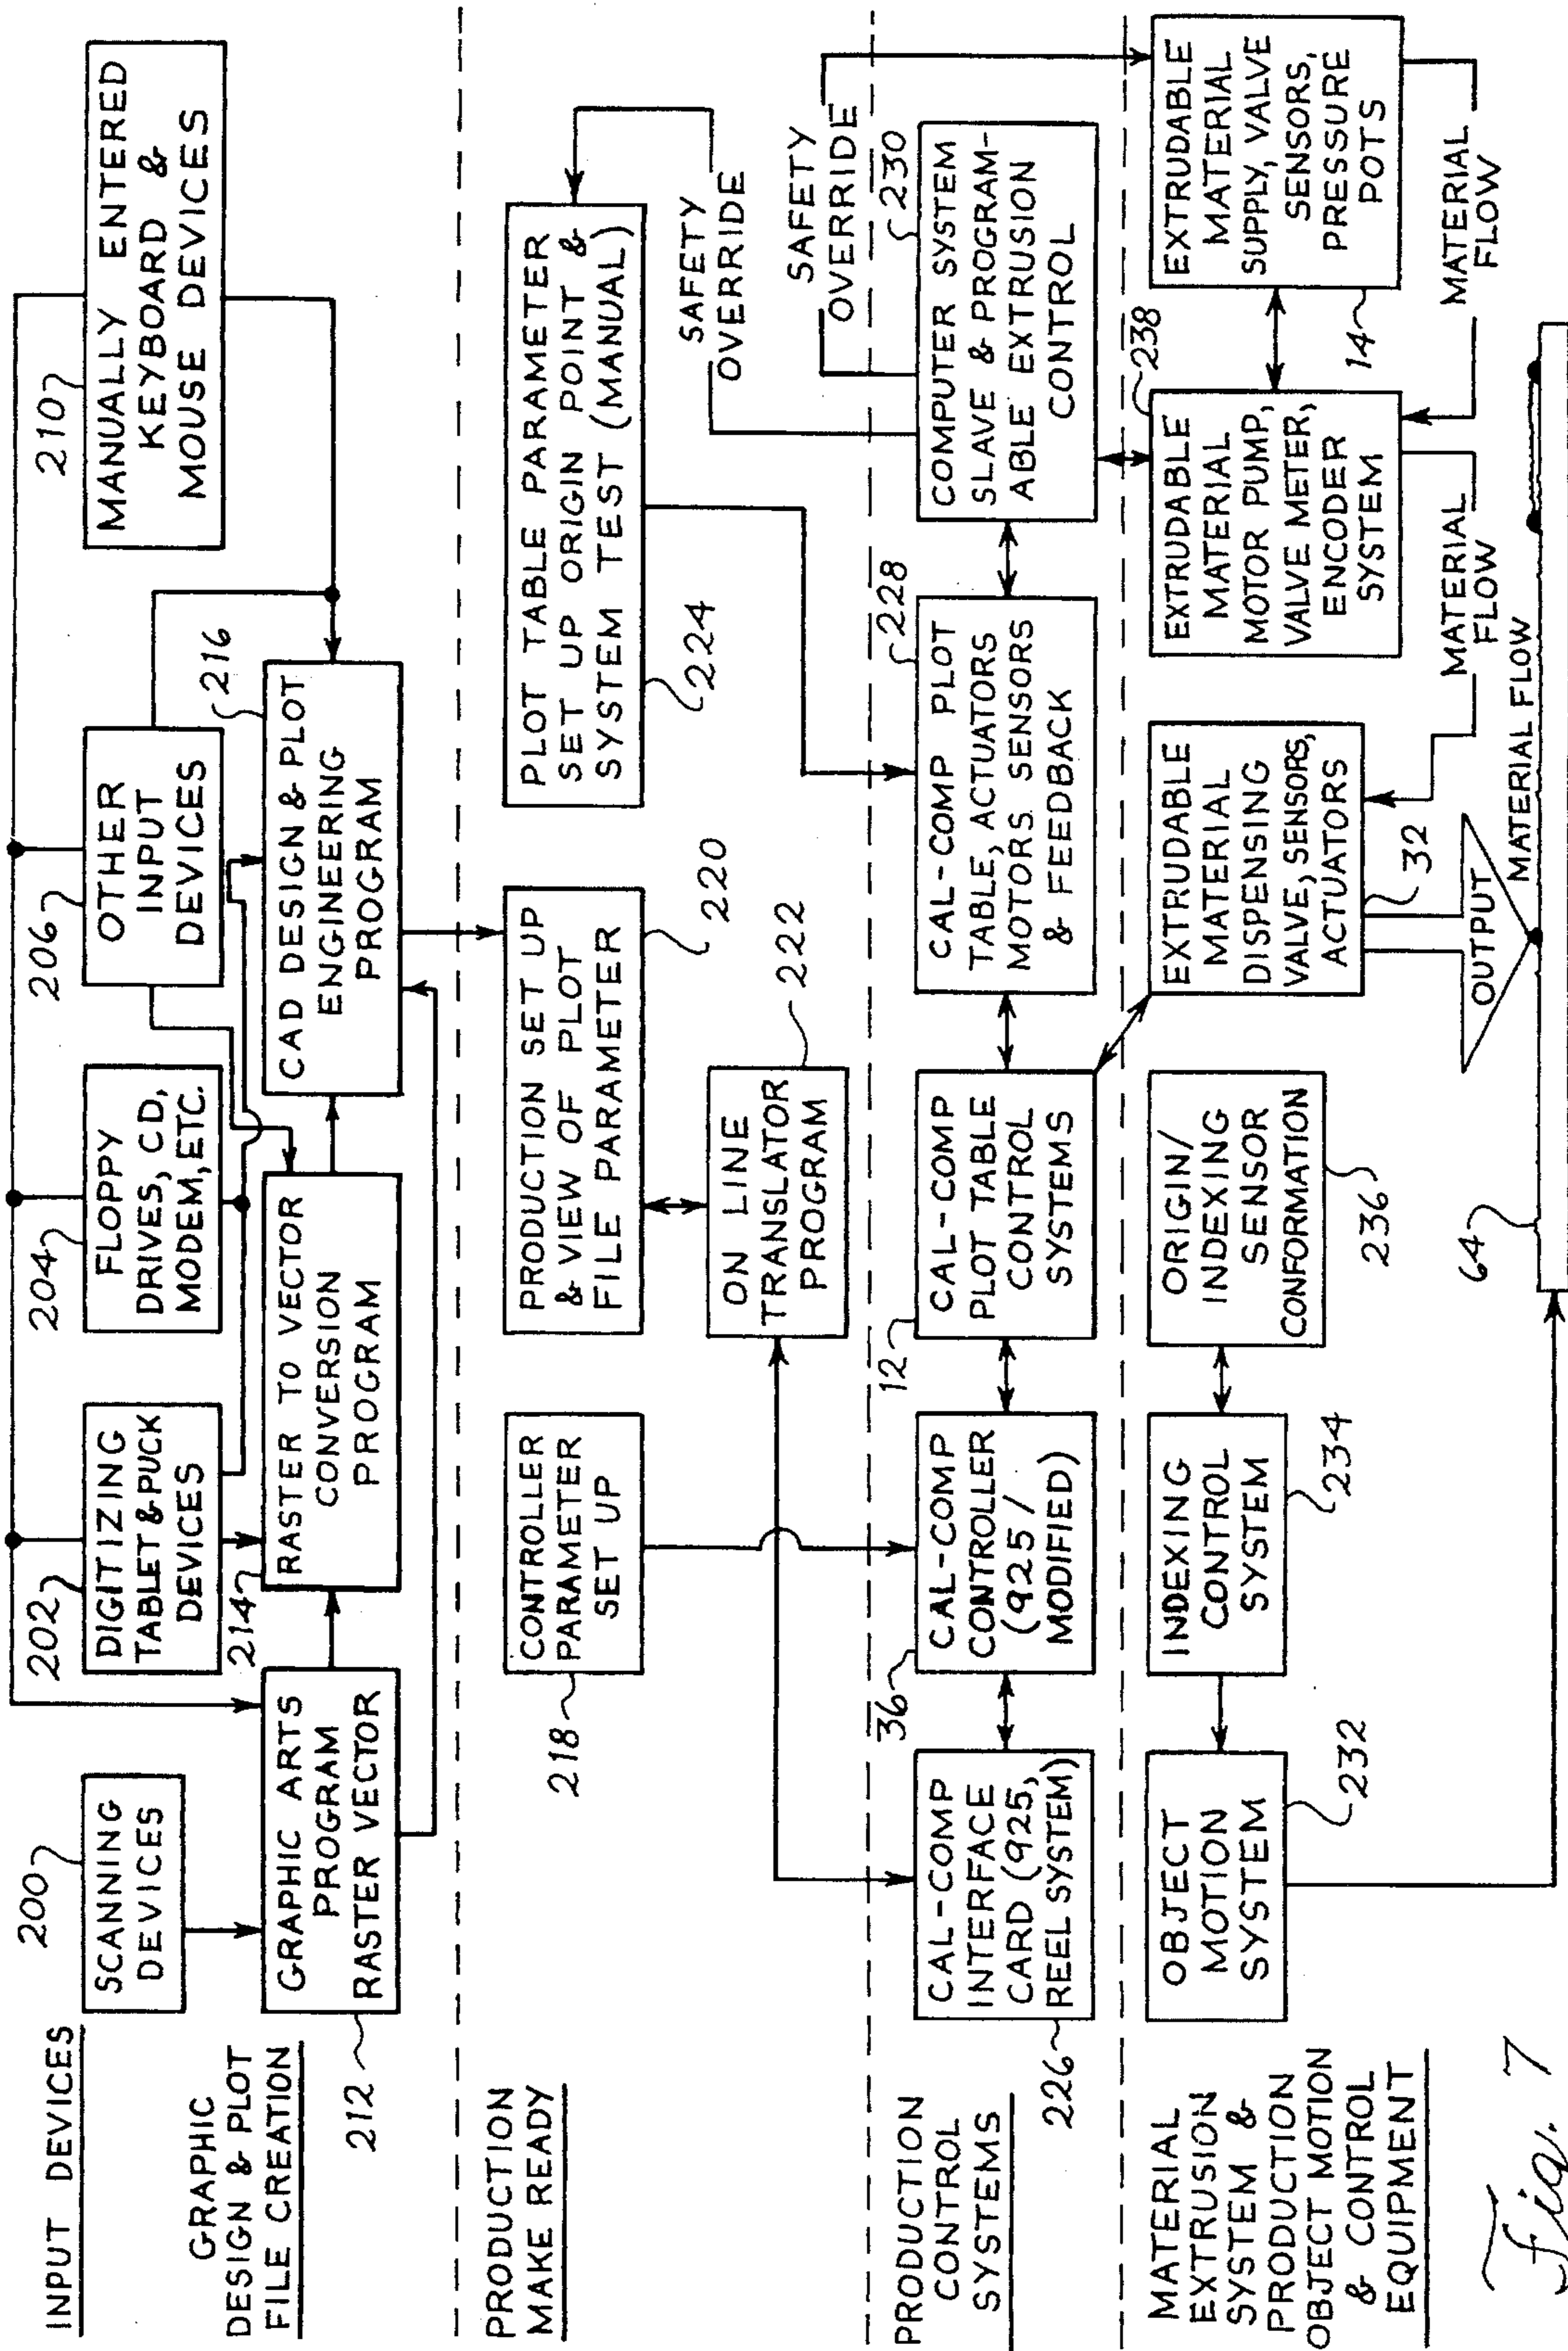 INPUT DEVICES
200
SCANNING
DEVICES
202
DIGITIZING
TABLET & PUCK
DEVICES
204
FLOPPY
DRIVES, CD,
MODEM, ETC.
206
OTHER
INPUT
DEVICES
210
MANUALLY ENTERED
KEYBOARD &
MOUSE DEVICES
GRAPHIC
DESIGN & PLOT
FILE CREATION
212
GRAPHIC ARTS
PROGRAM
RASTER VECTOR
214
RASTER TO VECTOR
CONVERSION
PROGRAM
216
CAD DESIGN & PLOT
ENGINEERING
PROGRAM
PRODUCTION
MAKE READY
218
CONTROLLER
PARAMETER
SET UP
PRODUCTION SET UP
& VIEW OF PLOT
FILE PARAMETER
220
ON LINE
TRANSLATOR
PROGRAM
222
PLOT TABLE PARAMETER
SET UP ORIGIN POINT &
SYSTEM TEST (MANUAL)
224
SAFETY
OVERRIDE
SAFETY
OVERRIDE
PRODUCTION
CONTROL
SYSTEMS
226
CAL-COMP
INTERFACE
CARD (925,
REEL SYSTEM)
36
CAL-COMP
CONTROLLER
(925 /
MODIFIED)
12
CAL-COMP
PLOT TABLE
CONTROL
SYSTEMS
228
CAL-COMP PLOT
TABLE, ACTUATORS
MOTORS. SENSORS
& FEEDBACK
230
COMPUTER SYSTEM
SLAVE & PROGRAM-
ABLE EXTRUSION
CONTROL
MATERIAL
EXTRUSION
SYSTEM &
PRODUCTION
OBJECT MOTION
& CONTROL
EQUIPMENT
OBJECT
MOTION
SYSTEM
232
INDEXING
CONTROL
SYSTEM
234
ORIGIN/
INDEXING
SENSOR
CONFORMATION
236
EXTRUDABLE
MATERIAL
DISPENSING
VALVE, SENSORS,
ACTUATORS
32
238
EXTRUDABLE
MATERIAL
MOTOR PUMP,
VALVE METER,
ENCODER
SYSTEM
EXTRUDABLE
MATERIAL
SUPPLY, VALVE
SENSORS,
PRESSURE
POTS
14
MATERIAL
FLOW
MATERIAL
FLOW
OUTPUT
MATERIAL FLOW
64
Fig. 7